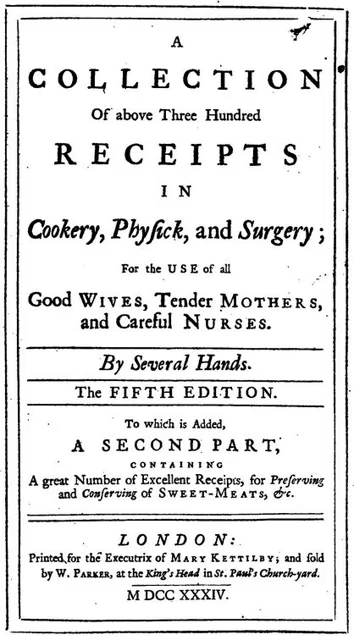 A
COLLECTION
Of above Three Hundred
RECEIPTS
IN
Cookery, Phyſick, and Surgery;
For the USE of all
Good WIVES, Tender MOTHERS,
and Careful NURSES.
By Several Hands.
The FIFTH EDITION.
To which is Added,
A SECOND PART,
CONTAINING
A great Number of Excellent Receipts, for Preſerving
and Conſerving of SWEET-MEATS, &c.
LONDON:
Printed for the Executrix of MARY KETTILBY; and ſold
by W. PARKER, at the King's Head in St. Paul's Church-yard.
M DCC XXXIV.